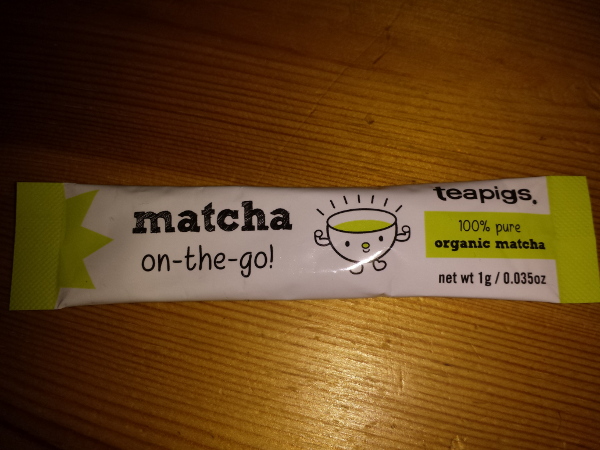 matcha
on-the-go!
teapigs.
100% pure
organic matcha
net wt 1g / 0.035oz